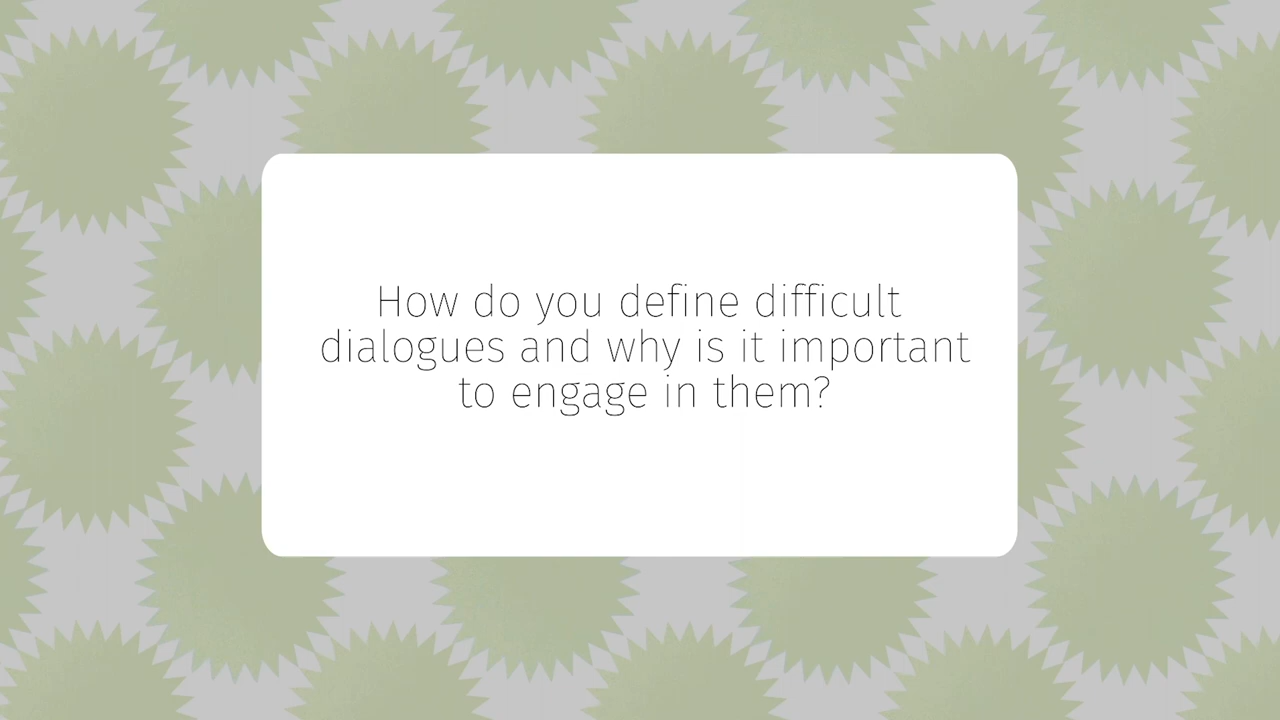 How do you define difficult
dialogues and why is it important
to engage in them?